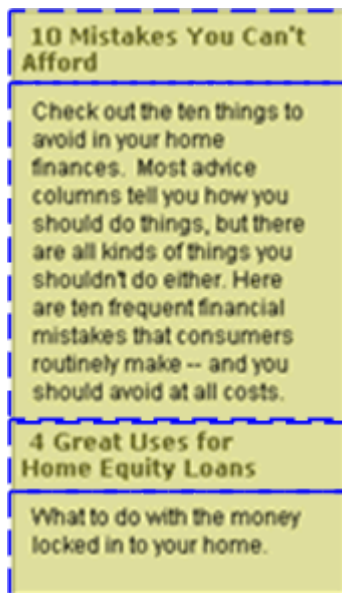 10 Mistakes You Can't
Afford
Check out the ten things to
avoid in your home
finances. Most advice
columns tell you how you
should do things, but there
are all kinds of things you
shouldn't do either. Here
are ten frequent financial
mistakes that consumers
routinely make -- and you
should avoid at all costs.
4 Great Uses for
Home Equity Loans
What to do with the money
locked in to your home.